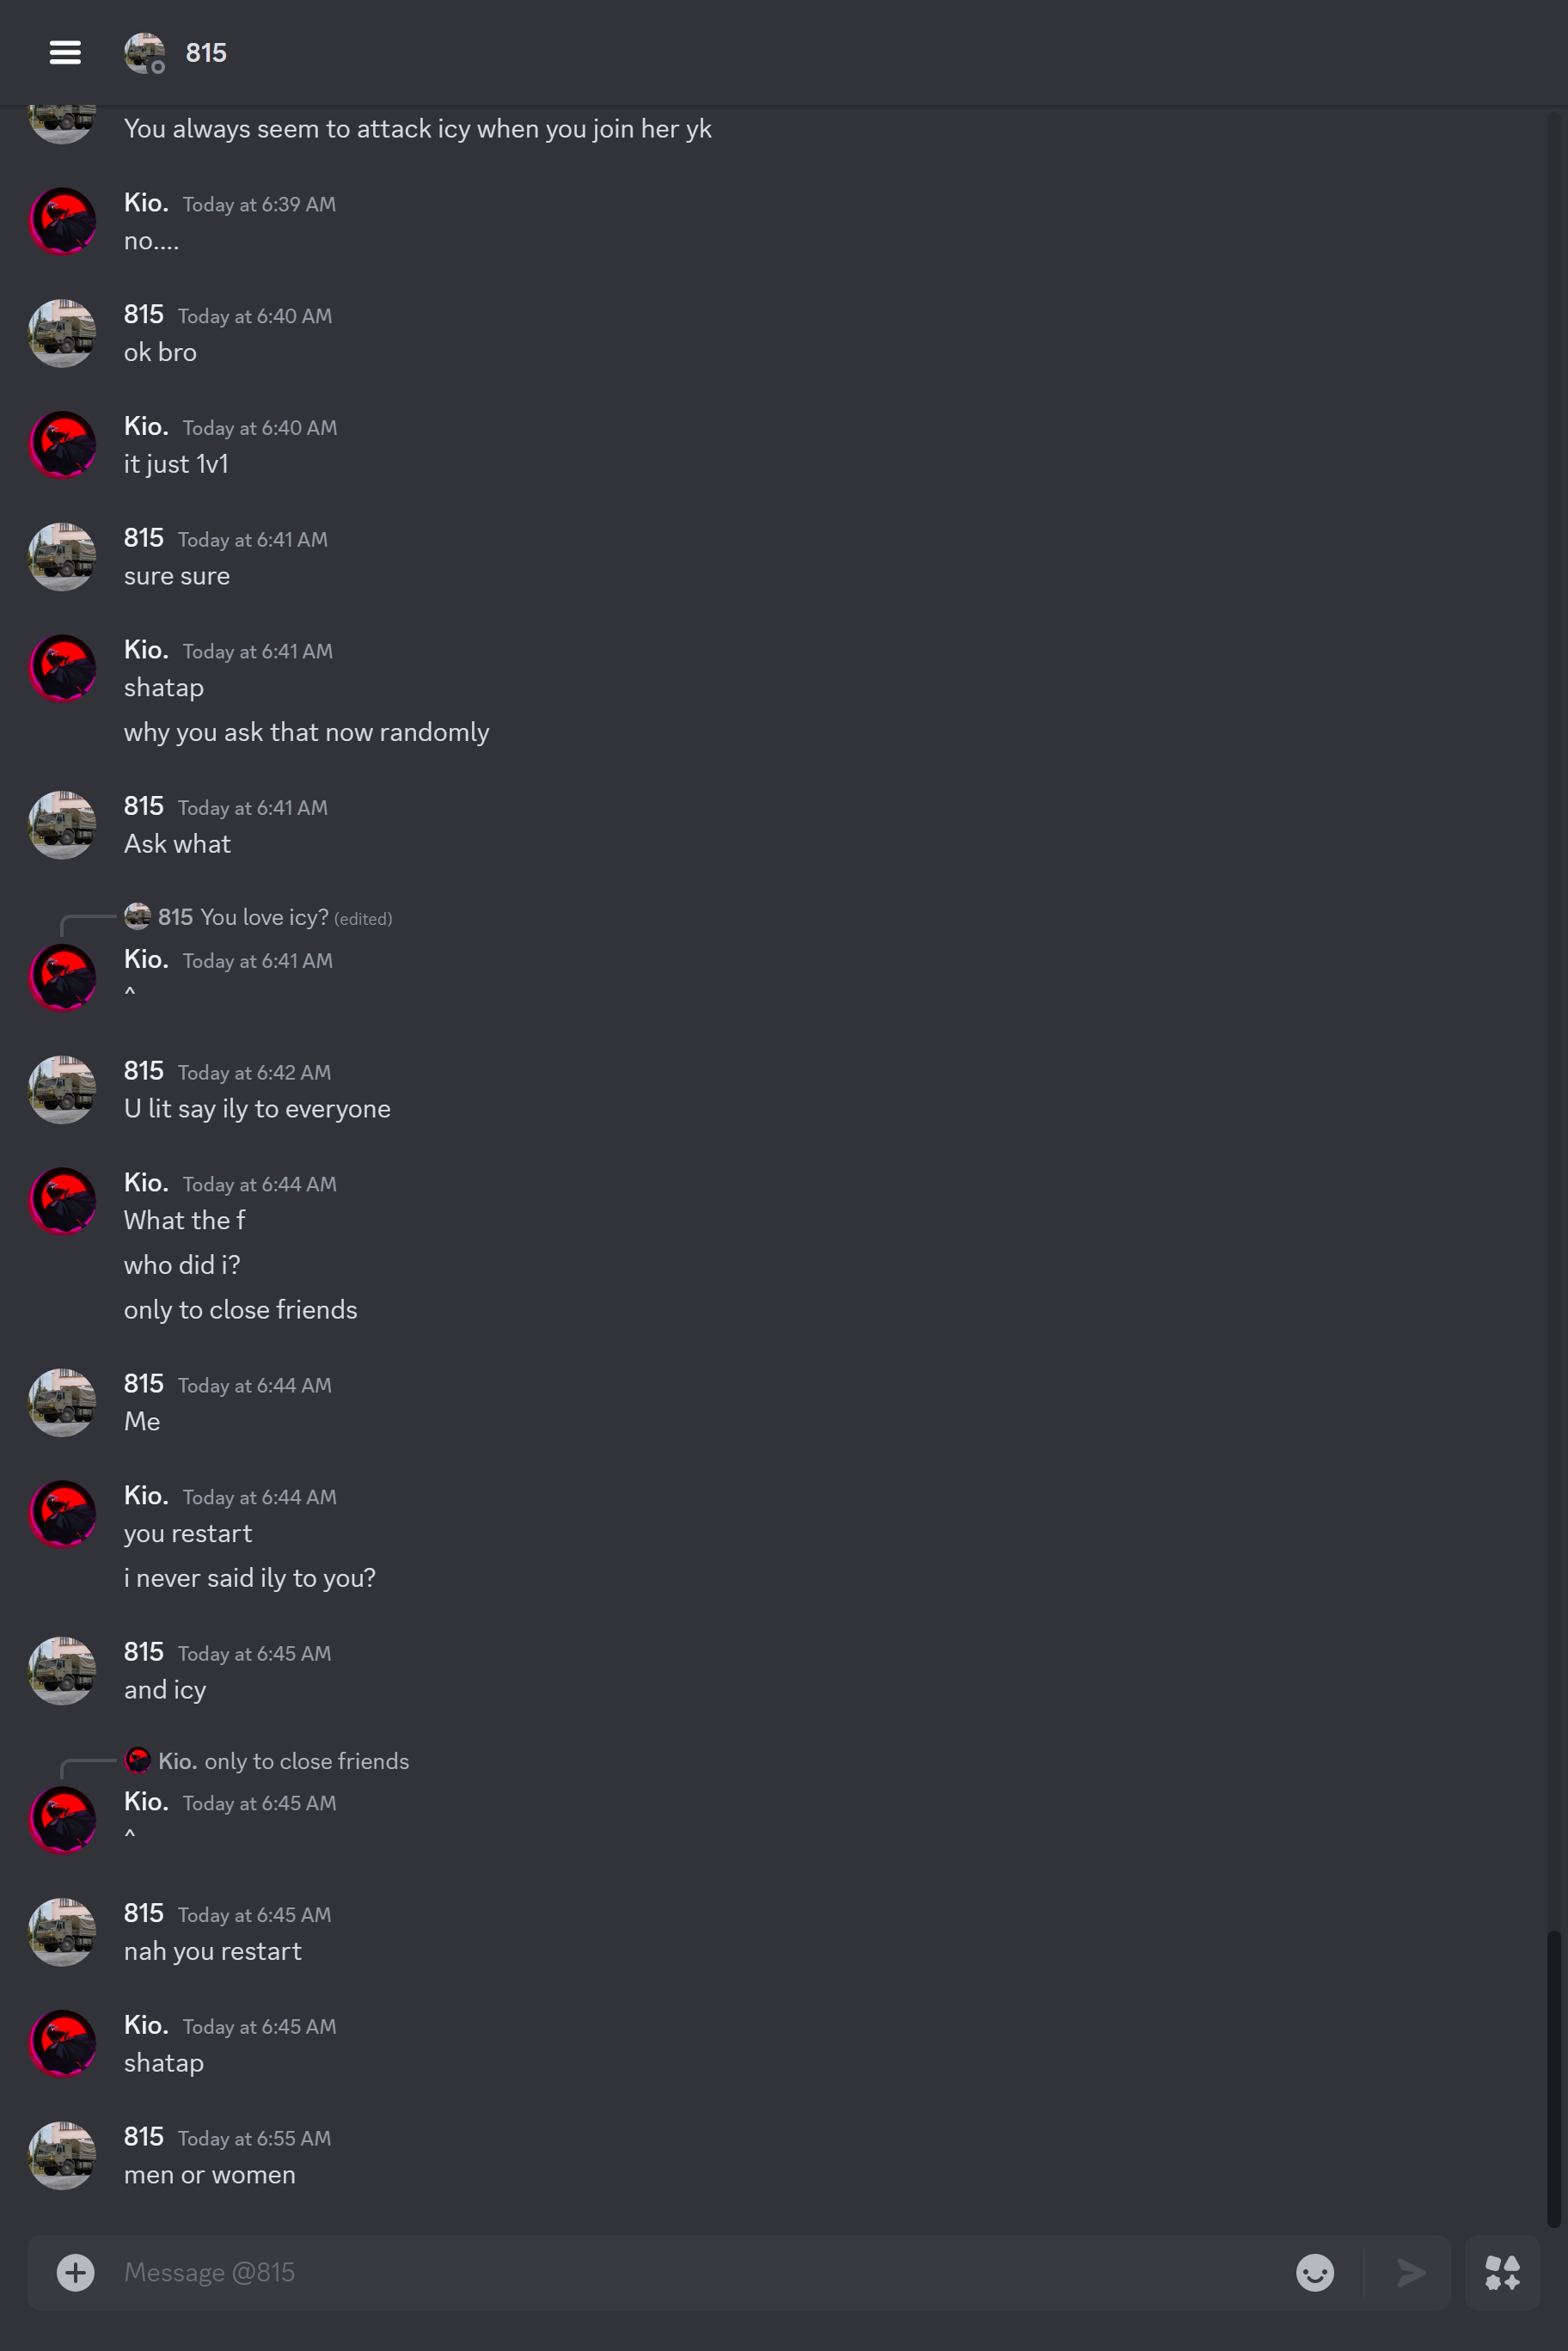 815
You always seem to attack icy when you join her yk
Kio. Today at 6:39 AM
no....
815 Today at 6:40 AM
ok bro
Kio. Today at 6:40 AM
it just 1v1
815 Today at 6:41 AM
sure sure
Kio. Today at 6:41 AM
shatap
why you ask that now randomly
815 Today at 6:41 AM
Ask what
815 You love icy? (edited)
Kio. Today at 6:41 AM
^
815 Today at 6:42 AM
U lit say ily to everyone
Kio. Today at 6:44 AM
What the f
who did i?
only to close friends
815 Today at 6:44 AM
Me
Kio. Today at 6:44 AM
you restart
i never said ily to you?
815 Today at 6:45 AM
and icy
Kio. only to close friends
Kio. Today at 6:45 AM
^
815 Today at 6:45 AM
nah you restart
Kio. Today at 6:45 AM
shatap
815 Today at 6:55 AM
men or women
Message @815